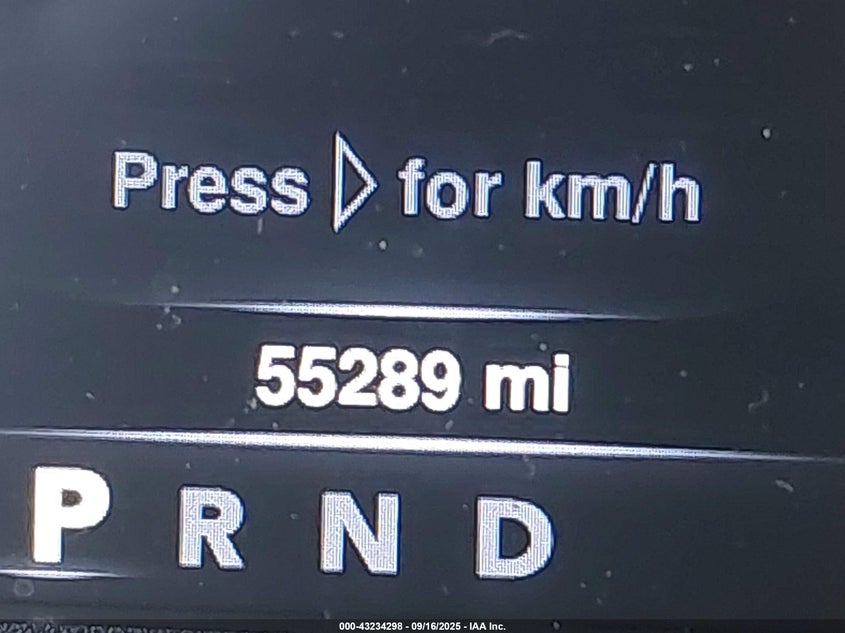 Press ▷ for km/h
55289 mi
P R N D
000-43234298 - 09/16/2025 - IAA Inc.